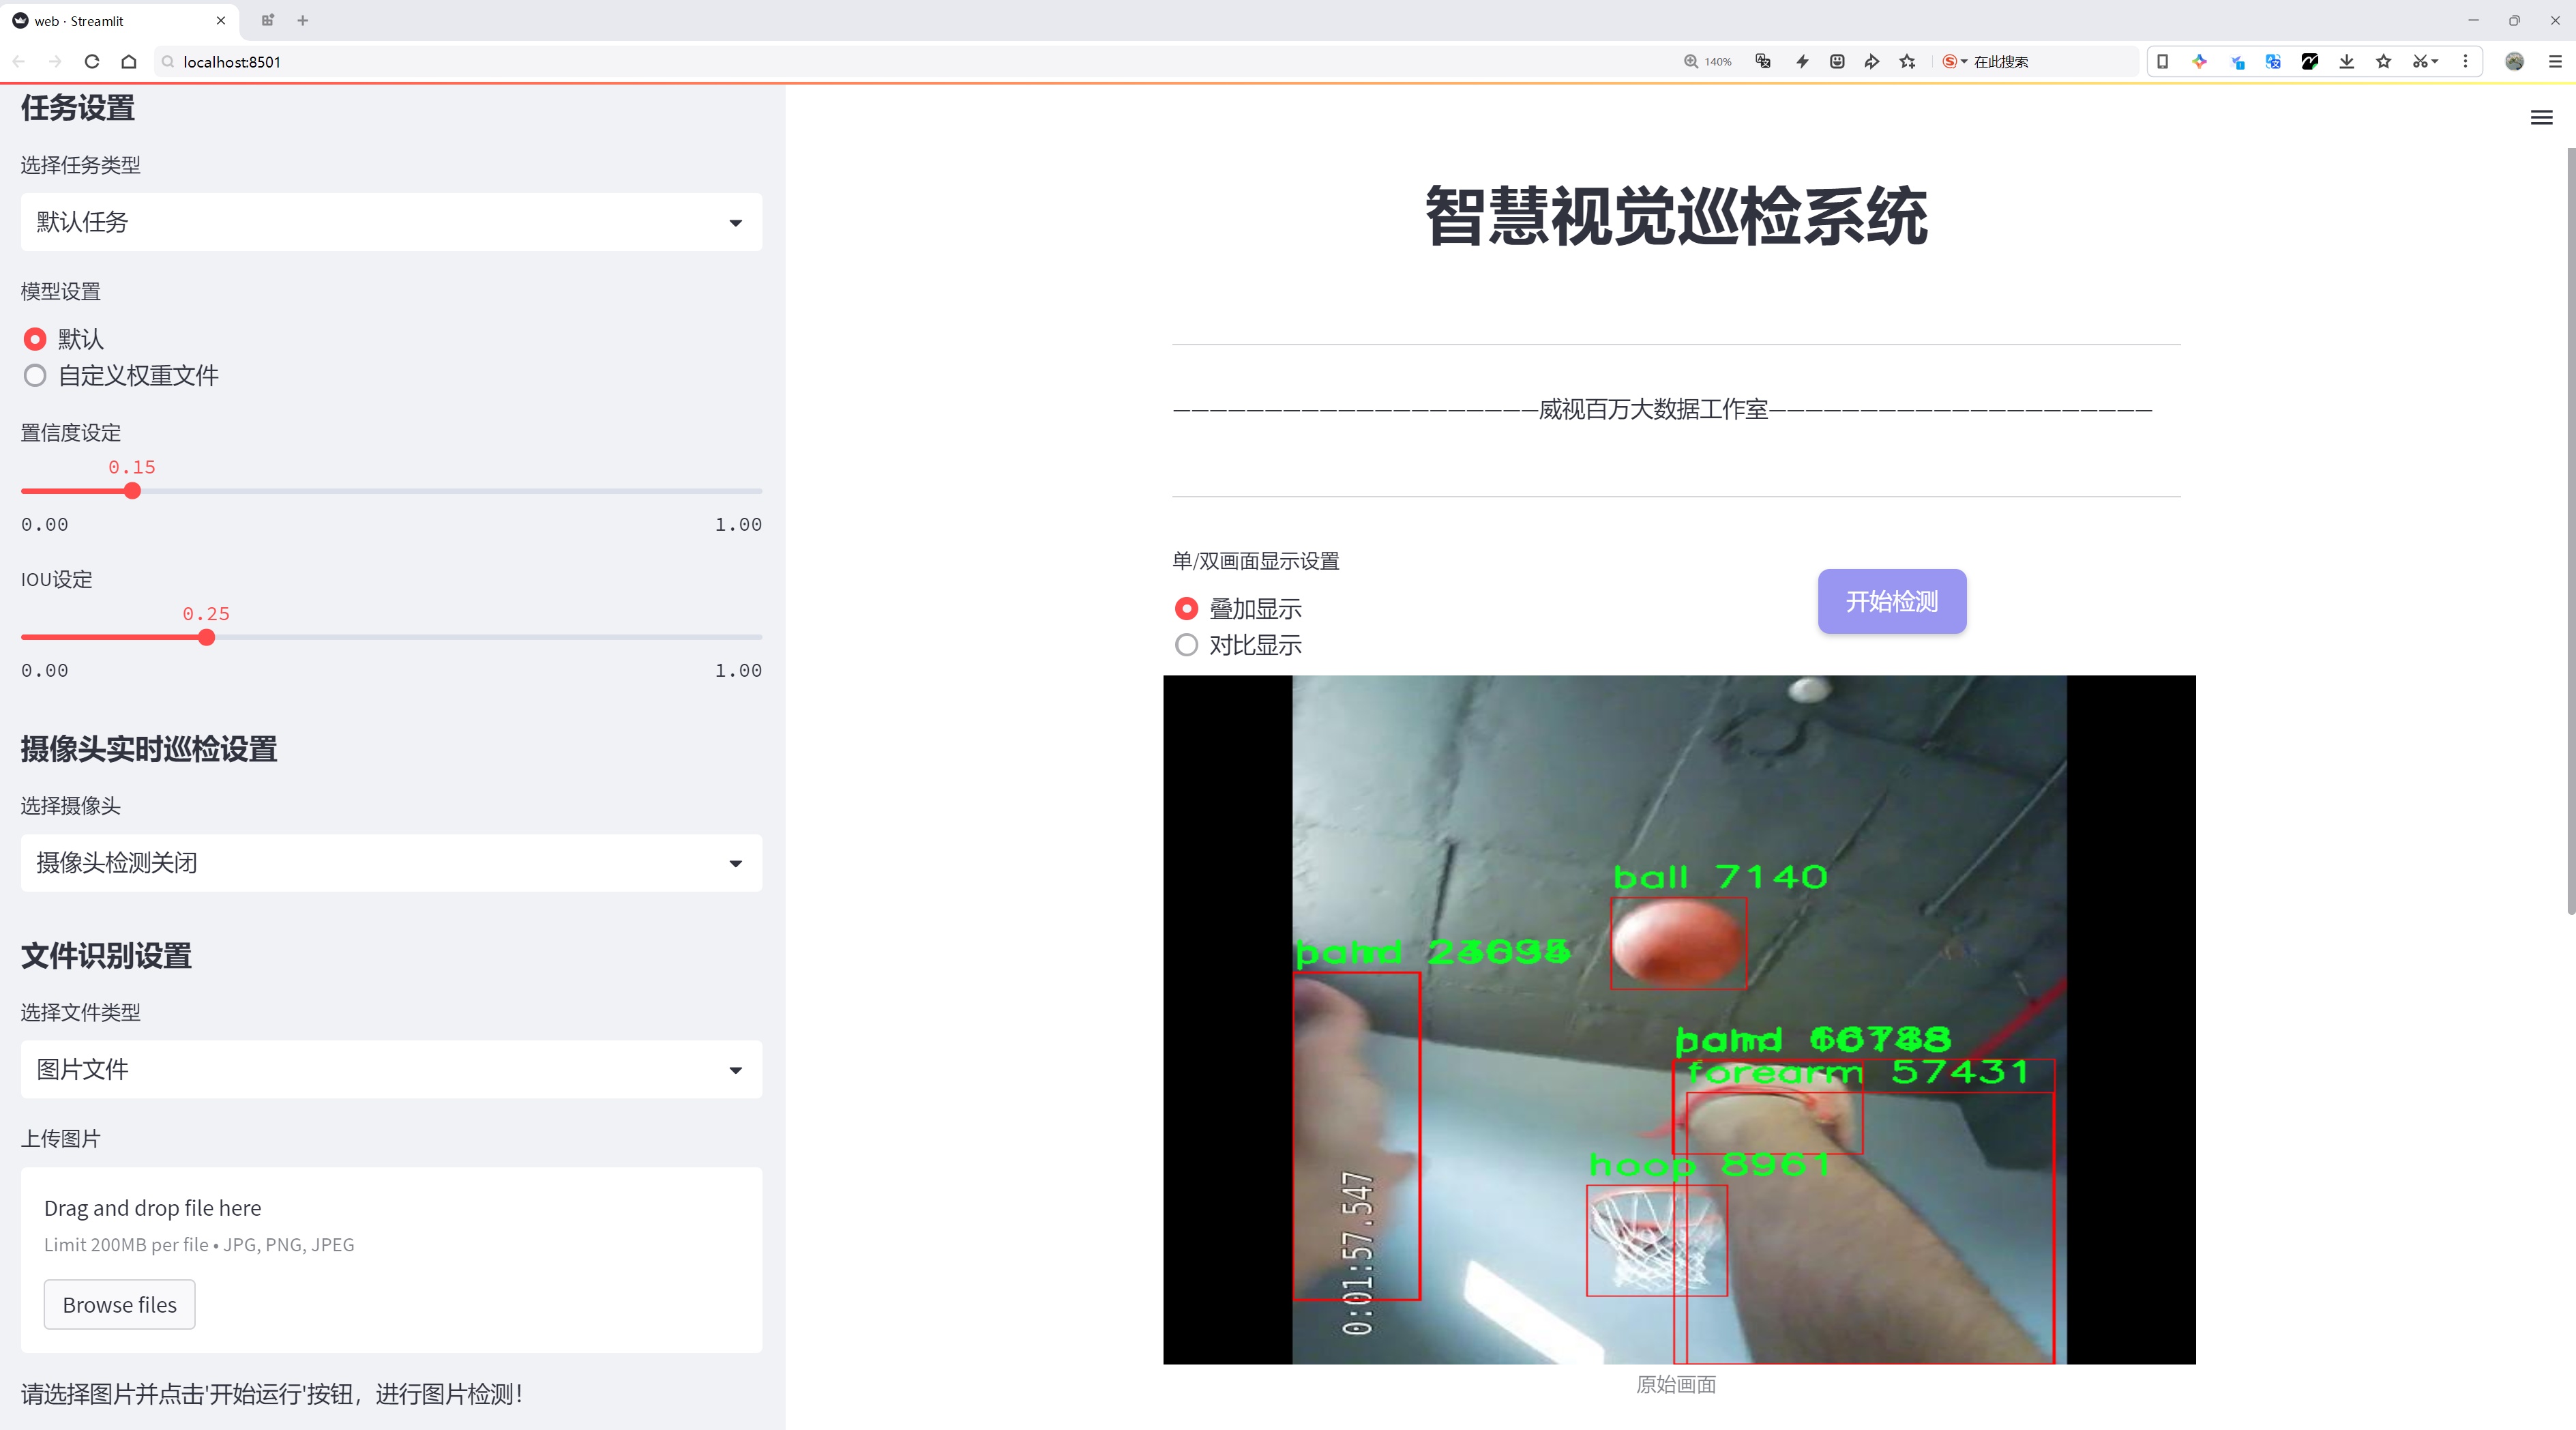 web · Streamlit
localhost:8501
140%
在此搜索
任务设置
选择任务类型
默认任务
模型设置
默认
自定义权重文件
置信度设定
0.15
0.00
1.00
IOU设定
0.25
0.00
1.00
摄像头实时巡检设置
选择摄像头
摄像头检测关闭
文件识别设置
选择文件类型
图片文件
上传图片
Drag and drop file here
Limit 200MB per file • JPG, PNG, JPEG
Browse files
请选择图片并点击'开始运行'按钮，进行图片检测！
智慧视觉巡检系统
————————————————————威视百万大数据工作室—————————————————————
单/双画面显示设置
叠加显示
对比显示
开始检测
ball 7140
forearm 57431
hoop 8961
0:01:57.547
原始画面